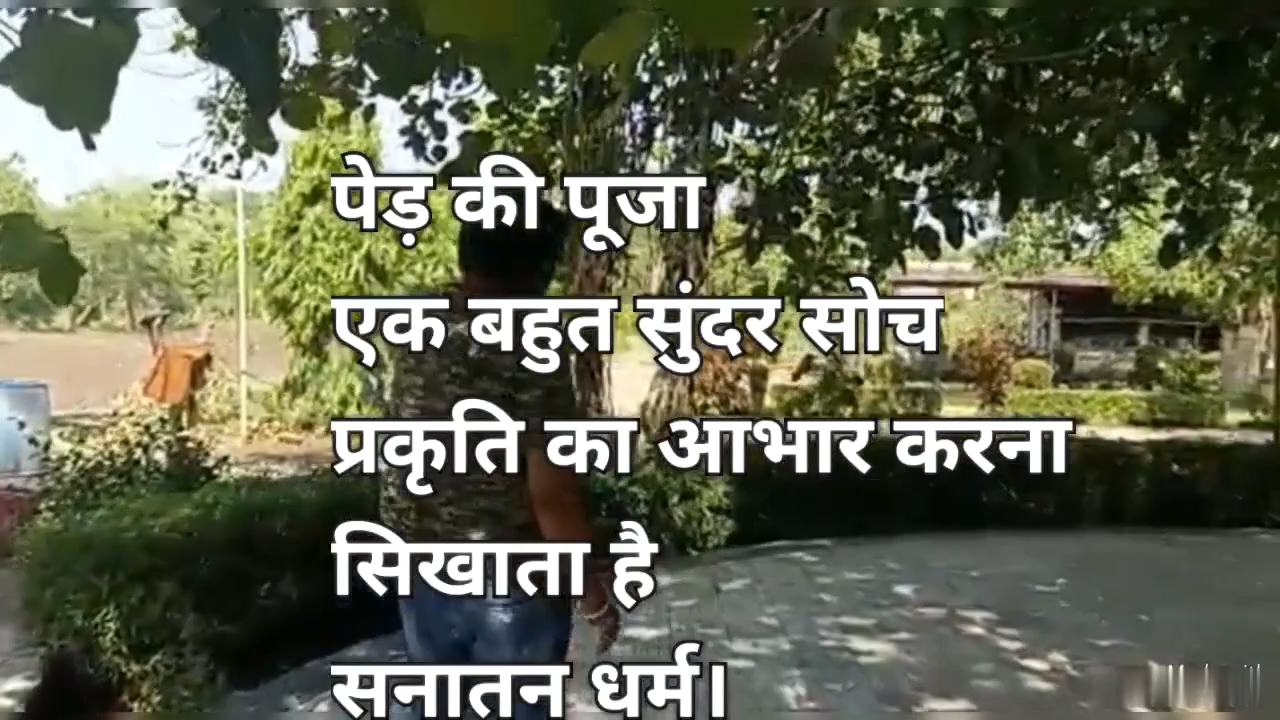 पेड़ की पूजा
एक बहुत सुंदर सोच
प्रकृति का आभार करना
सिखाता है
सनातन धर्म।